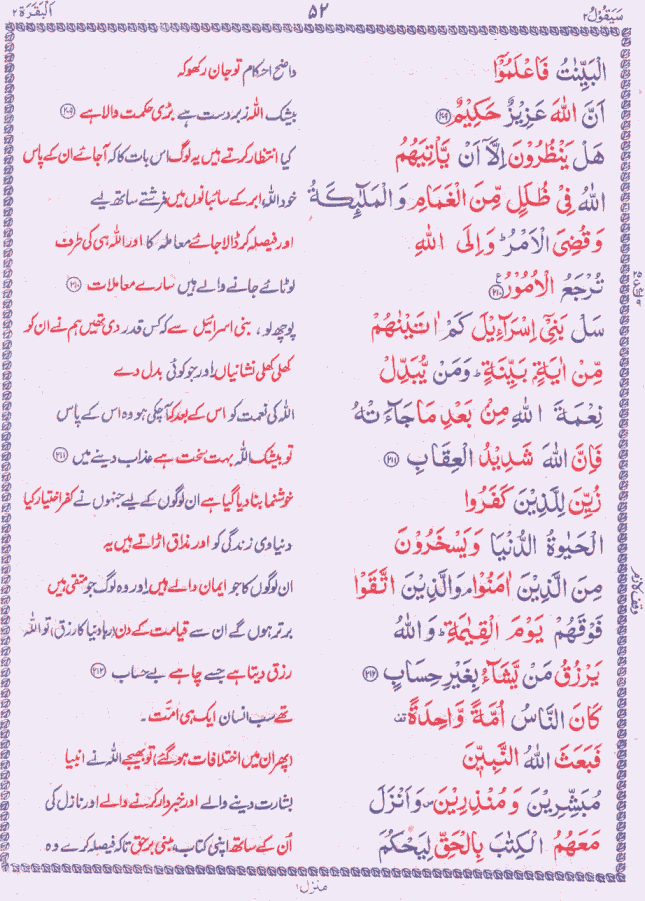 سَيَقُوۡلُ ٢ ٥٢ اَلۡبَقَرَة ٢
الۡبَيِّنٰتُ فَاعۡلَمُوۡٓا واضح احکام تو جان رکھو کہ
اَنَّ اللّٰهَ عَزِيۡزٌ حَكِيۡمٌ ﴿۲۰۹﴾ بیشک اللہ زبردست ہے بڑی حکمت والا ہے ﴿۲۰۹﴾
هَلۡ يَنۡظُرُوۡنَ اِلَّاۤ اَنۡ يَّاۡتِيَهُمُ کیا انتظار کرتے ہیں یہ لوگ اس بات کا کہ آجائے ان کے پاس
اللّٰهُ فِىۡ ظُلَلٍ مِّنَ الۡغَمَامِ وَالۡمَلٰٓٮِٕکَةُ خود اللہ، ابر کے سائبانوں میں فرشتے ساتھ لیے
وَقُضِىَ الۡاَمۡرُ‌ؕ وَاِلَى اللّٰهِ اور فیصلہ کر ڈالا جائے معاملہ کا اور اللہ ہی کی طرف
تُرۡجَعُ الۡاُمُوۡرُ ﴿۲۱۰﴾ لوٹائے جانے والے ہیں سارے معاملات ﴿۲۱۰﴾
سَلۡ بَنِىۡٓ اِسۡرَآءِيۡلَ كَمۡ اٰتَيۡنٰهُمۡ پوچھ لو، بنی اسرائیل سے کہ کس قدر دی تھیں ہم نے ان کو
مِّنۡ اٰيَةٍۢ بَيِّنَةٍ‌ؕ وَمَنۡ يُّبَدِّلۡ کھلی کھلی نشانیاں! اور جو کوئی بدل دے
نِعۡمَةَ اللّٰهِ مِنۡۢ بَعۡدِ مَا جَآءَتۡهُ اللہ کی نعمت کو اس کے بعد کہ آچکی ہو وہ اس کے پاس
فَاِنَّ اللّٰهَ شَدِيۡدُ الۡعِقَابِ ﴿۲۱۱﴾ تو بیشک اللہ بہت سخت ہے عذاب دینے میں ﴿۲۱۱﴾
زُيِّنَ لِلَّذِيۡنَ كَفَرُوا خوشنما بنا دیا گیا ہے ان لوگوں کے لیے جنہوں نے کفر اختیار کیا
الۡحَيٰوةُ الدُّنۡيَا وَيَسۡخَرُوۡنَ دنیاوی زندگی کو اور مذاق اڑاتے ہیں یہ
مِنَ الَّذِيۡنَ اٰمَنُوۡا‌ۘ وَالَّذِيۡنَ اتَّقَوۡا ان لوگوں کا جو ایمان والے ہیں! اور وہ لوگ جو متقی ہیں
فَوۡقَهُمۡ يَوۡمَ الۡقِيٰمَةِ‌ؕ وَاللّٰهُ برتر ہوں گے ان سے قیامت کے دن (رہا دنیا کا رزق) تو اللہ
يَرۡزُقُ مَنۡ يَّشَآءُ بِغَيۡرِ حِسَابٍ ﴿۲۱۲﴾ رزق دیتا ہے جسے چاہے بے حساب ﴿۲۱۲﴾
كَانَ النَّاسُ اُمَّةً وَّاحِدَةً تھے سب انسان ایک ہی امّت ۔
فَبَعَثَ اللّٰهُ النَّبِيّٖنَ (پھر ان میں اختلافات ہوگئے) تو بھیجے اللہ نے انبیا
مُبَشِّرِيۡنَ وَمُنۡذِرِيۡنَ وَاَنۡزَلَ بشارت دینے والے اور خبردار کرنے والے اور نازل کی
مَعَهُمُ الۡكِتٰبَ بِالۡحَقِّ لِيَحۡكُمَ اُن کے ساتھ اپنی کتاب، مبنی بر حق تاکہ فیصلہ کرے وہ
منزل ۱